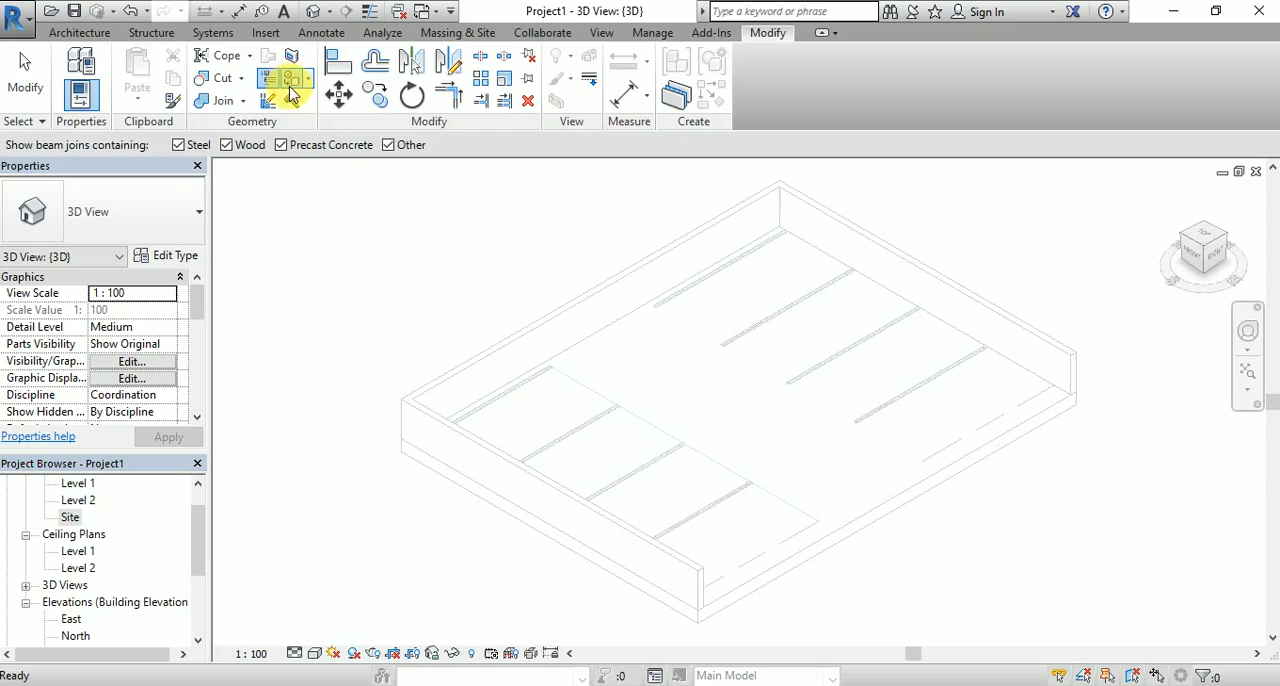 Project1 - 3D View: {3D}
Type a keyword or phrase
Sign In
Architecture Structure Systems Insert Annotate Analyze Massing & Site Collaborate View Manage Add-Ins Modify
Modify
Paste
Cope
Cut
Join
Select Properties Clipboard Geometry Modify View Measure Create
Show beam joins containing: Steel Wood Precast Concrete Other
Properties
3D View
3D View: {3D} Edit Type
Graphics
View Scale 1 : 100
Scale Value 1: 100
Detail Level Medium
Parts Visibility Show Original
Visibility/Grap... Edit...
Graphic Displa... Edit...
Discipline Coordination
Show Hidden ... By Discipline
Properties help Apply
Project Browser - Project1
Level 1
Level 2
Site
Ceiling Plans
Level 1
Level 2
3D Views
Elevations (Building Elevation
East
North
TOP
FRONT
RIGHT
1 : 100
Ready
:0
Main Model
:0